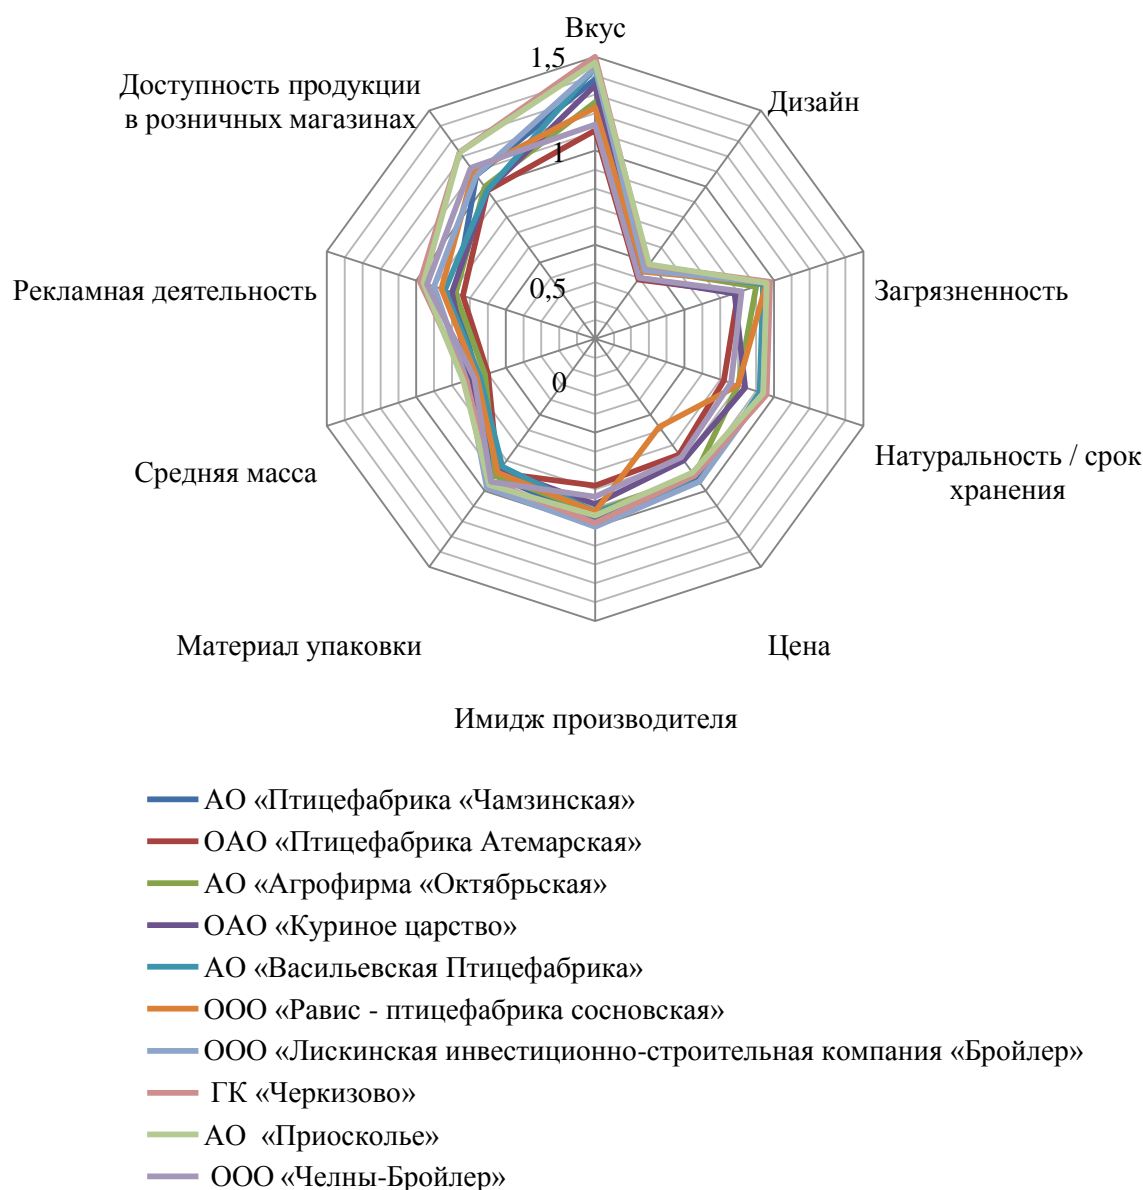 Вкус
1,5
Доступность продукции
в розничных магазинах
Дизайн
1
Рекламная деятельность
0,5
Загрязненность
0
Средняя масса
Натуральность / срок
хранения
Материал упаковки
Цена
Имидж производителя
АО «Птицефабрика «Чамзинская»
ОАО «Птицефабрика Атемарская»
АО «Агрофирма «Октябрьская»
ОАО «Куриное царство»
АО «Васильевская Птицефабрика»
ООО «Равис - птицефабрика сосновская»
ООО «Лискинская инвестиционно-строительная компания «Бройлер»
ГК «Черкизово»
АО «Приосколье»
ООО «Челны-Бройлер»